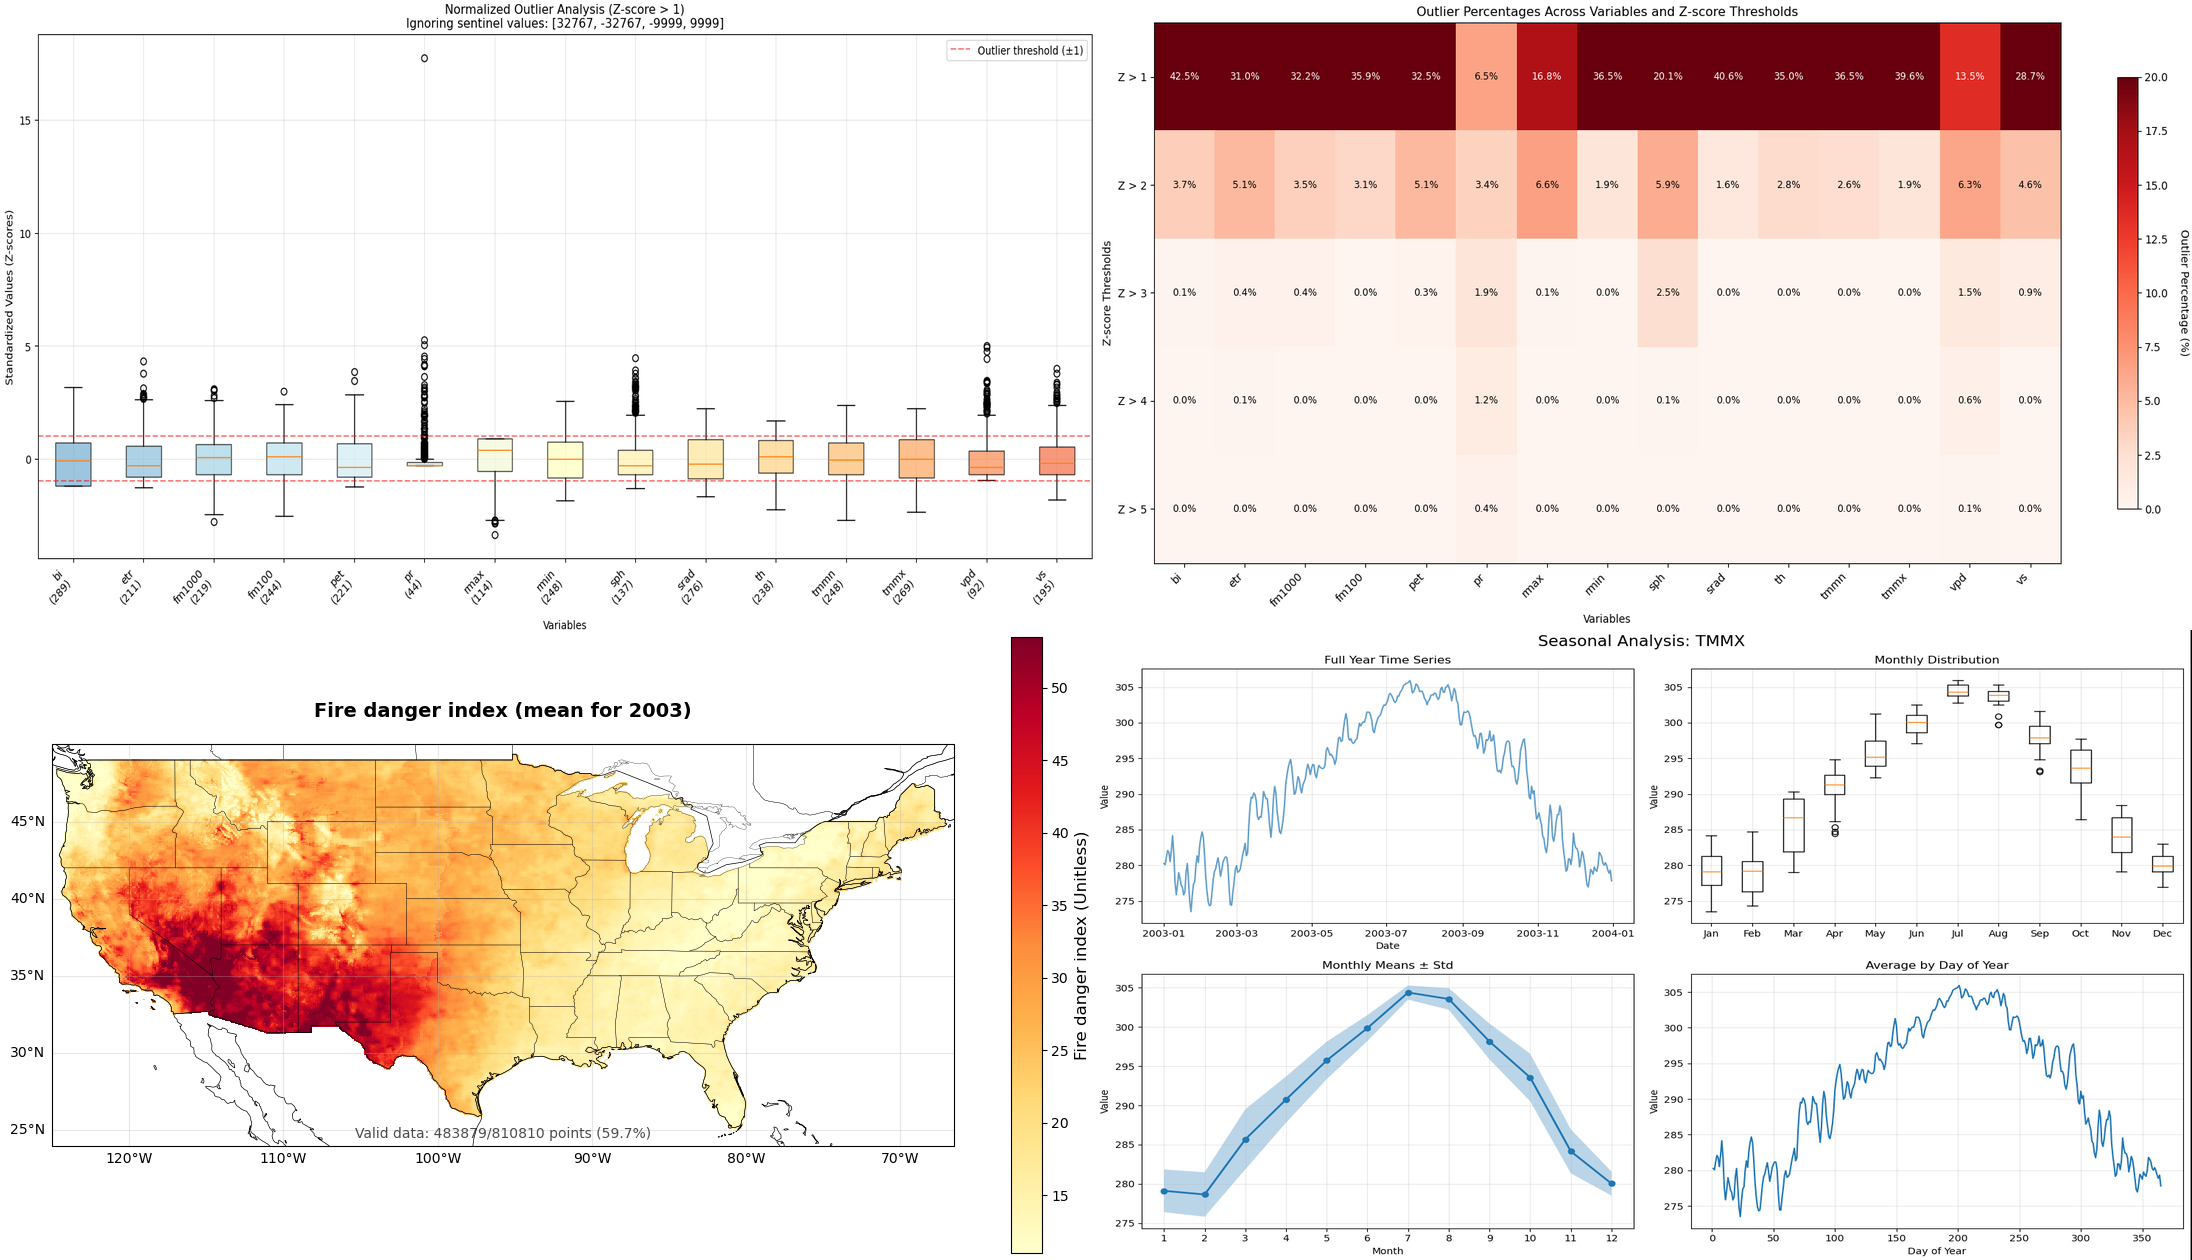 Normalized Outlier Analysis (Z-score > 1)
Ignoring sentinel values: [32767, -32767, -9999, 9999]
Outlier threshold (±1)
Standardized Values (Z-scores)
15
10
5
0
bi
(289)
etr
(211)
fm1000
(219)
fm100
(244)
pet
(221)
pr
(44)
rmax
(114)
rmin
(248)
sph
(137)
srad
(276)
th
(238)
tmmn
(248)
tmmx
(269)
vpd
(92)
vs
(195)
Variables
Outlier Percentages Across Variables and Z-score Thresholds
Z-score Thresholds
Z > 1 42.5% 31.0% 32.2% 35.9% 32.5% 6.5% 16.8% 36.5% 20.1% 40.6% 35.0% 36.5% 39.6% 13.5% 28.7%
Z > 2 3.7% 5.1% 3.5% 3.1% 5.1% 3.4% 6.6% 1.9% 5.9% 1.6% 2.8% 2.6% 1.9% 6.3% 4.6%
Z > 3 0.1% 0.4% 0.4% 0.0% 0.3% 1.9% 0.1% 0.0% 2.5% 0.0% 0.0% 0.0% 0.0% 1.5% 0.9%
Z > 4 0.0% 0.1% 0.0% 0.0% 0.0% 1.2% 0.0% 0.0% 0.1% 0.0% 0.0% 0.0% 0.0% 0.6% 0.0%
Z > 5 0.0% 0.0% 0.0% 0.0% 0.0% 0.4% 0.0% 0.0% 0.0% 0.0% 0.0% 0.0% 0.0% 0.1% 0.0%
bi etr fm1000 fm100 pet pr rmax rmin sph srad th tmmn tmmx vpd vs
Variables
20.0
17.5
15.0
12.5
10.0
7.5
5.0
2.5
0.0
Outlier Percentage (%)
Fire danger index (mean for 2003)
45°N
40°N
35°N
30°N
25°N
Valid data: 483879/810810 points (59.7%)
120°W 110°W 100°W 90°W 80°W 70°W
50
45
40
35
30
25
20
15
Fire danger index (Unitless)
Seasonal Analysis: TMMX
Full Year Time Series
Value
305
300
295
290
285
280
275
2003-01 2003-03 2003-05 2003-07 2003-09 2003-11 2004-01
Date
Monthly Distribution
Value
305
300
295
290
285
280
275
Jan Feb Mar Apr May Jun Jul Aug Sep Oct Nov Dec
Monthly Means ± Std
Value
305
300
295
290
285
280
275
1 2 3 4 5 6 7 8 9 10 11 12
Month
Average by Day of Year
Value
305
300
295
290
285
280
275
0 50 100 150 200 250 300 350
Day of Year